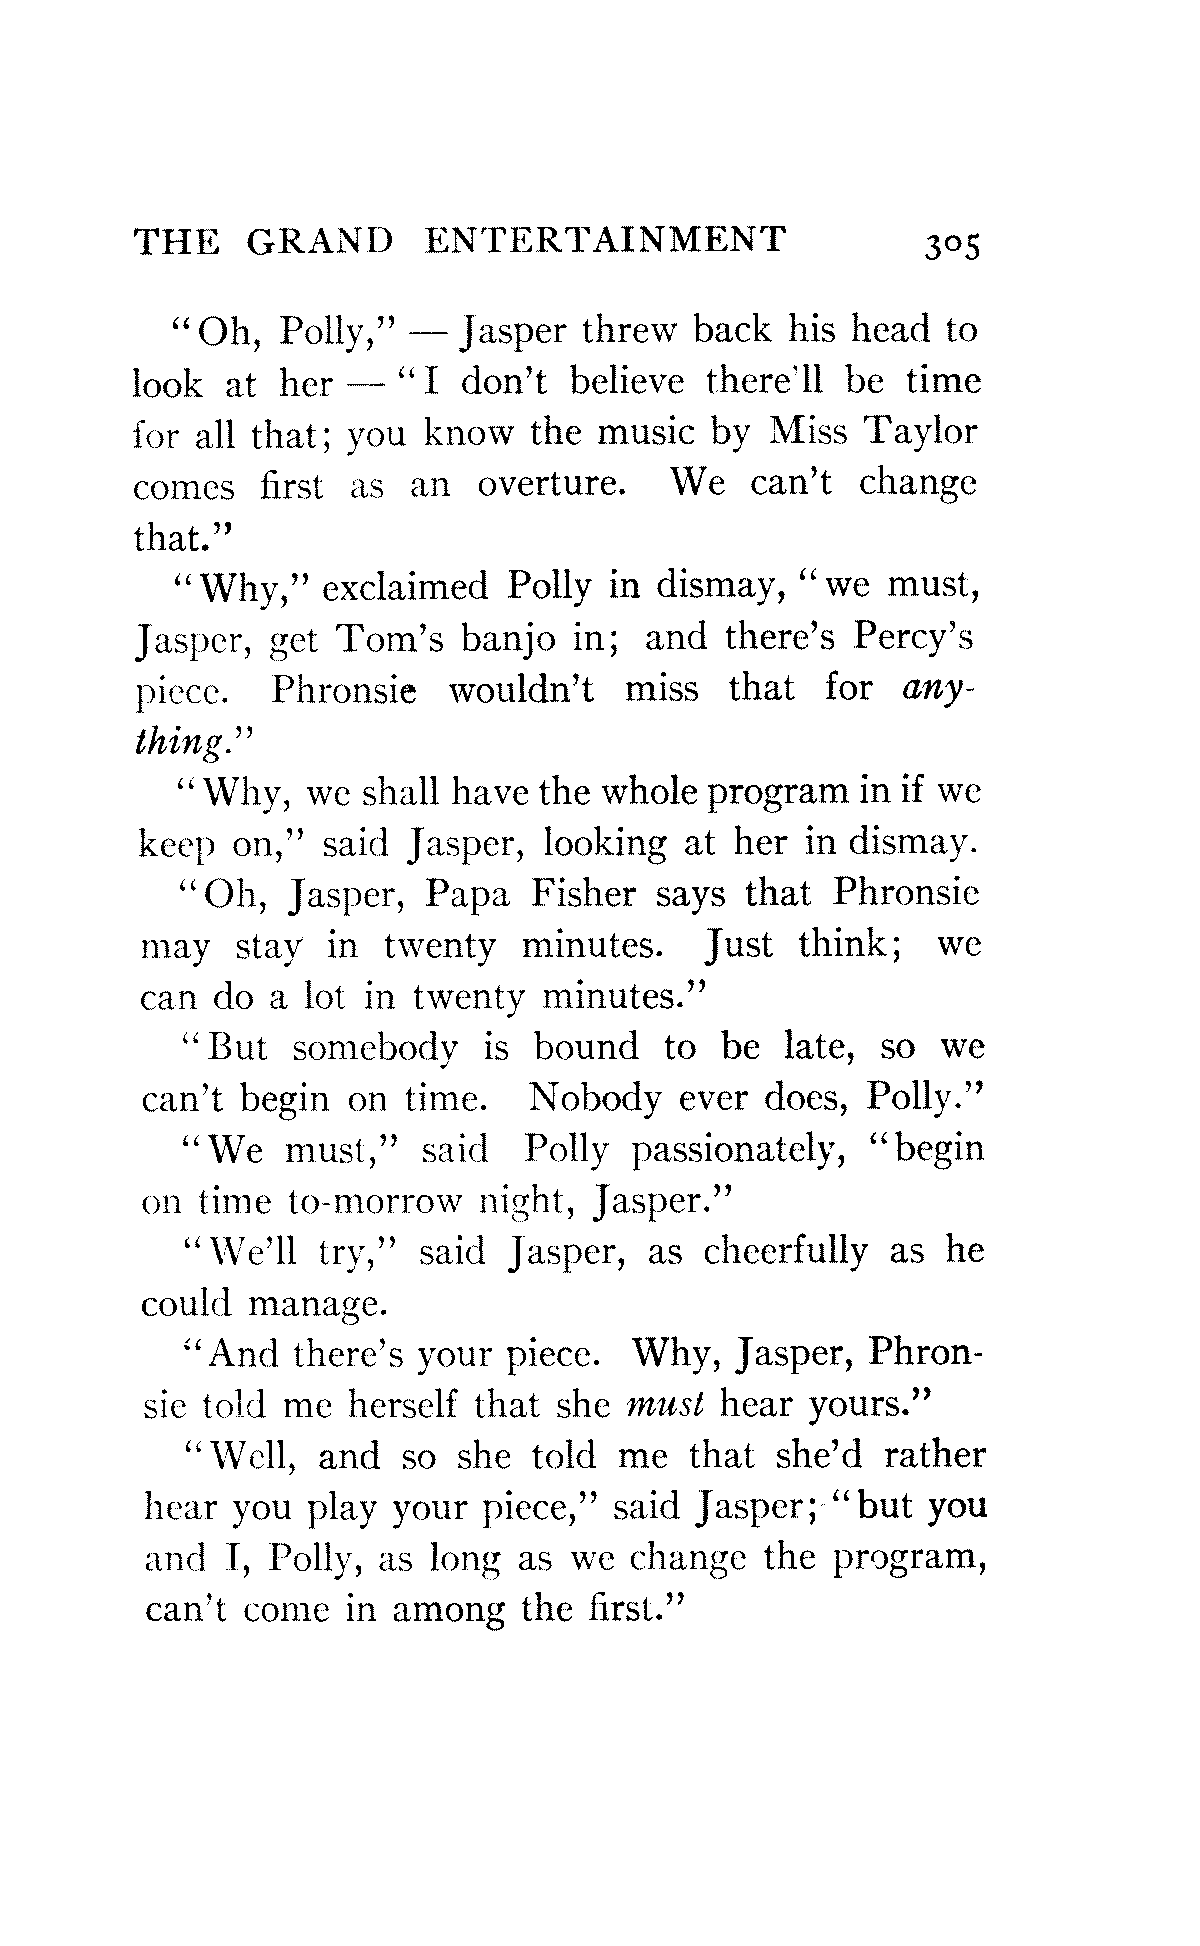 THE GRAND ENTERTAINMENT 305
"Oh, Polly," — Jasper threw back his head to
look at her — "I don't believe there'll be time
for all that; you know the music by Miss Taylor
comes first as an overture. We can't change
that."
"Why," exclaimed Polly in dismay, "we must,
Jasper, get Tom's banjo in; and there's Percy's
piece. Phronsie wouldn't miss that for any-
thing."
"Why, we shall have the whole program in if we
keep on," said Jasper, looking at her in dismay.
"Oh, Jasper, Papa Fisher says that Phronsie
may stay in twenty minutes. Just think; we
can do a lot in twenty minutes."
"But somebody is bound to be late, so we
can't begin on time. Nobody ever does, Polly."
"We must," said Polly passionately, "begin
on time to-morrow night, Jasper."
"We'll try," said Jasper, as cheerfully as he
could manage.
"And there's your piece. Why, Jasper, Phron-
sie told me herself that she must hear yours."
"Well, and so she told me that she'd rather
hear you play your piece," said Jasper; "but you
and I, Polly, as long as we change the program,
can't come in among the first."